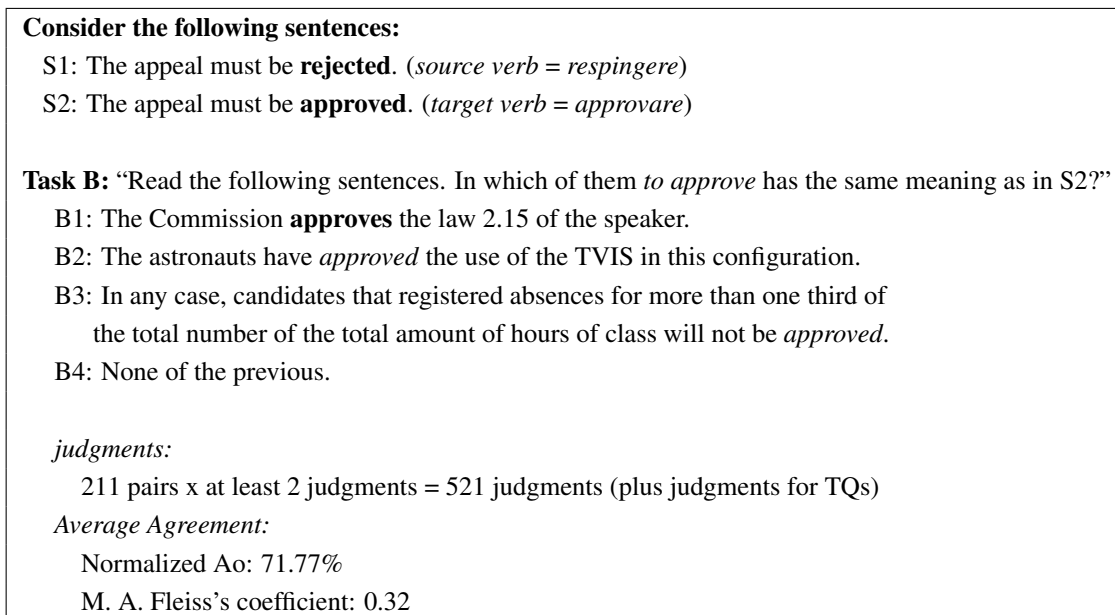 Consider the following sentences:
S1: The appeal must be rejected. (source verb = respingere)
S2: The appeal must be approved. (target verb = approvare)
Task B: “Read the following sentences. In which of them to approve has the same meaning as in S2?”
B1: The Commission approves the law 2.15 of the speaker.
B2: The astronauts have approved the use of the TVIS in this configuration.
B3: In any case, candidates that registered absences for more than one third of
the total number of the total amount of hours of class will not be approved.
B4: None of the previous.
judgments:
211 pairs x at least 2 judgments = 521 judgments (plus judgments for TQs)
Average Agreement:
Normalized Ao: 71.77%
M. A. Fleiss's coefficient: 0.32